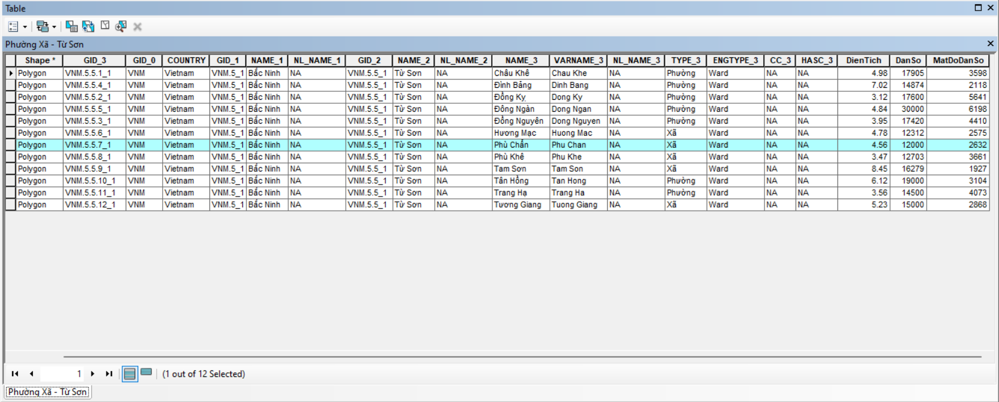 Table
Phường Xã - Từ Sơn
Shape * GID_3 GID_0 COUNTRY GID_1 NAME_1 NL_NAME_1 GID_2 NAME_2 NL_NAME_2 NAME_3 VARNAME_3 NL_NAME_3 TYPE_3 ENGTYPE_3 CC_3 HASC_3 DienTich DanSo MatDoDanSo
Polygon VNM.5.5.1_1 VNM Vietnam VNM.5_1 Bắc Ninh NA VNM.5.5_1 Từ Sơn NA Châu Khê Chau Khe NA Phường Ward NA NA 4.98 17905 3598
Polygon VNM.5.5.4_1 VNM Vietnam VNM.5_1 Bắc Ninh NA VNM.5.5_1 Từ Sơn NA Đình Bảng Dinh Bang NA Phường Ward NA NA 7.02 14874 2118
Polygon VNM.5.5.2_1 VNM Vietnam VNM.5_1 Bắc Ninh NA VNM.5.5_1 Từ Sơn NA Đồng Kỵ Dong Ky NA Phường Ward NA NA 3.12 17600 5641
Polygon VNM.5.5.5_1 VNM Vietnam VNM.5_1 Bắc Ninh NA VNM.5.5_1 Từ Sơn NA Đông Ngàn Dong Ngan NA Phường Ward NA NA 4.84 30000 6198
Polygon VNM.5.5.3_1 VNM Vietnam VNM.5_1 Bắc Ninh NA VNM.5.5_1 Từ Sơn NA Đồng Nguyên Dong Nguyen NA Phường Ward NA NA 3.95 17420 4410
Polygon VNM.5.5.6_1 VNM Vietnam VNM.5_1 Bắc Ninh NA VNM.5.5_1 Từ Sơn NA Hương Mạc Huong Mac NA Xã Ward NA NA 4.78 12312 2575
Polygon VNM.5.5.7_1 VNM Vietnam VNM.5_1 Bắc Ninh NA VNM.5.5_1 Từ Sơn NA Phù Chẩn Phu Chan NA Xã Ward NA NA 4.56 12000 2632
Polygon VNM.5.5.8_1 VNM Vietnam VNM.5_1 Bắc Ninh NA VNM.5.5_1 Từ Sơn NA Phù Khê Phu Khe NA Xã Ward NA NA 3.47 12703 3661
Polygon VNM.5.5.9_1 VNM Vietnam VNM.5_1 Bắc Ninh NA VNM.5.5_1 Từ Sơn NA Tam Sơn Tam Son NA Xã Ward NA NA 8.45 16279 1927
Polygon VNM.5.5.10_1 VNM Vietnam VNM.5_1 Bắc Ninh NA VNM.5.5_1 Từ Sơn NA Tân Hồng Tan Hong NA Phường Ward NA NA 6.12 19000 3104
Polygon VNM.5.5.11_1 VNM Vietnam VNM.5_1 Bắc Ninh NA VNM.5.5_1 Từ Sơn NA Trang Hạ Trang Ha NA Phường Ward NA NA 3.56 14500 4073
Polygon VNM.5.5.12_1 VNM Vietnam VNM.5_1 Bắc Ninh NA VNM.5.5_1 Từ Sơn NA Tương Giang Tuong Giang NA Xã Ward NA NA 5.23 15000 2868
1 (1 out of 12 Selected)
Phường Xã - Từ Sơn